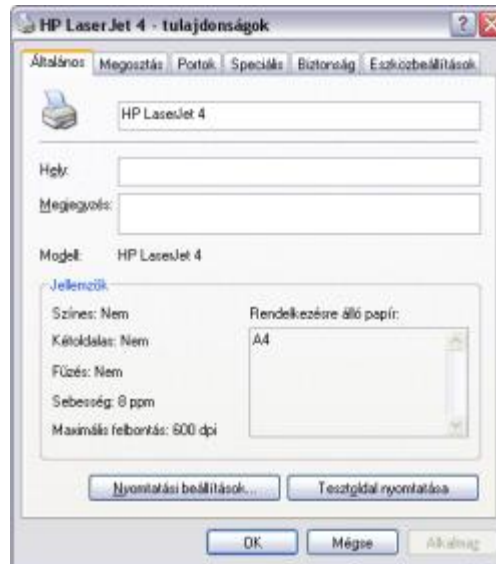 HP LaserJet 4 - tulajdonságok
Általános Megosztás Portok Speciális Biztonság Eszközbeállítások
HP LaserJet 4
Hely:
Megjegyzés:
Modell: HP LaserJet 4
Jellemzők
Színes: Nem Rendelkezésre álló papír:
Kétoldalas: Nem A4
Fűzés: Nem
Sebesség: 8 ppm
Maximális felbontás: 600 dpi
Nyomtatási beállítások... Tesztoldal nyomtatása
OK Mégse Alkalmaz